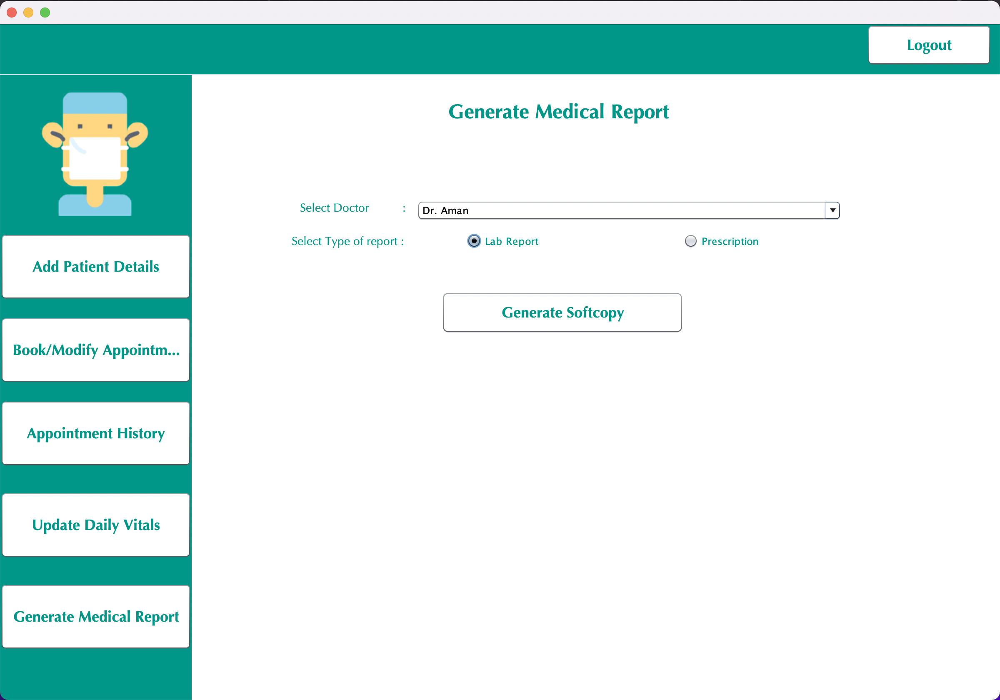 Logout
Generate Medical Report
Select Doctor :
Dr. Aman
Select Type of report :
Lab Report
Prescription
Generate Softcopy
Add Patient Details
Book/Modify Appointm...
Appointment History
Update Daily Vitals
Generate Medical Report